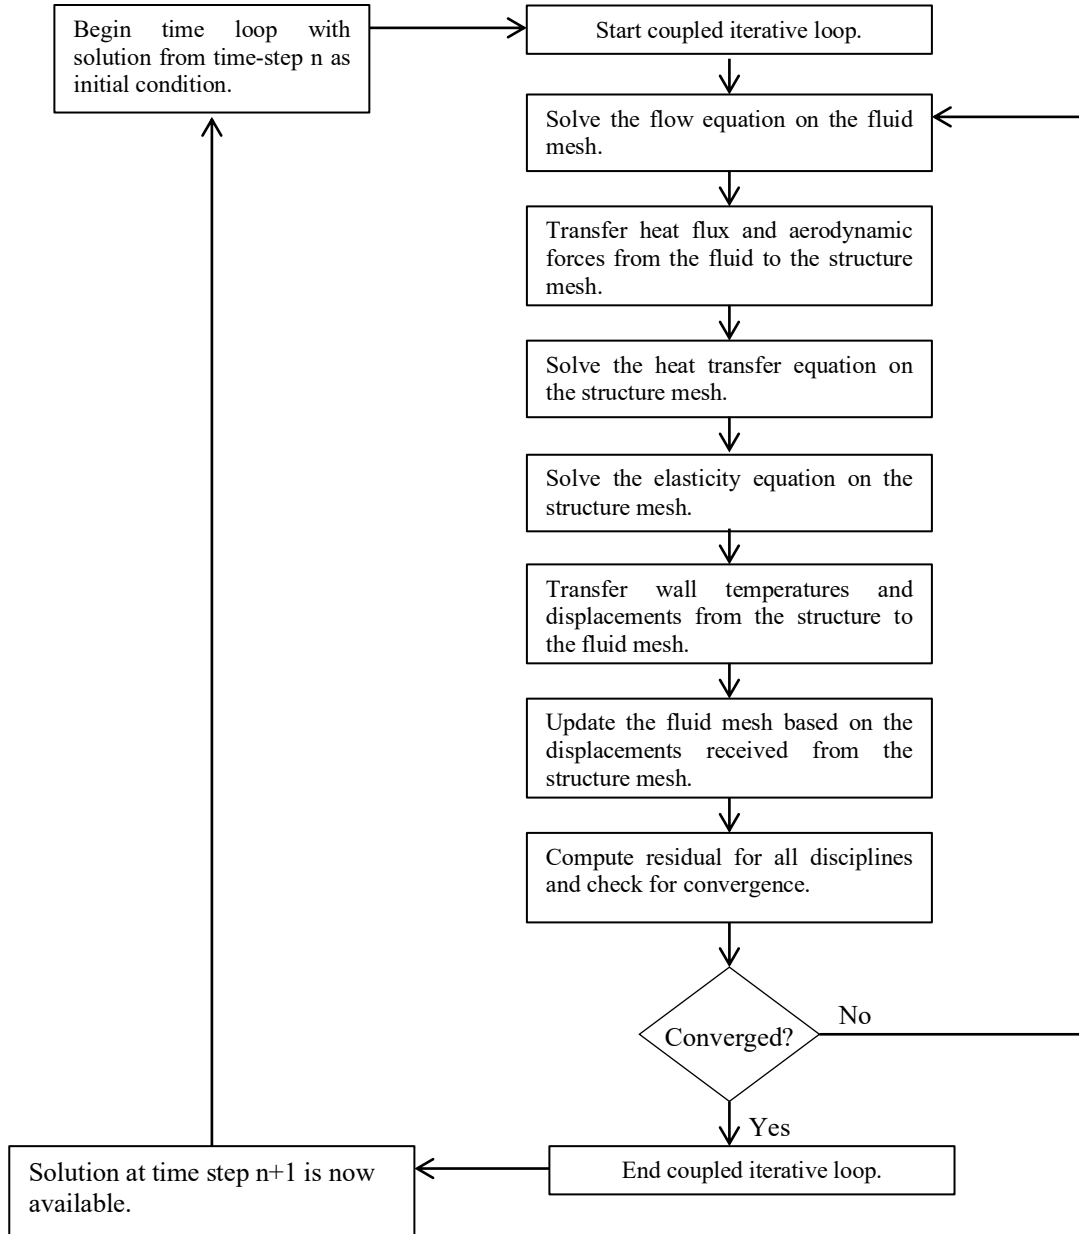 Begin time loop with
solution from time-step n as
initial condition.
Start coupled iterative loop.
Solve the flow equation on the fluid
mesh.
Transfer heat flux and aerodynamic
forces from the fluid to the structure
mesh.
Solve the heat transfer equation on
the structure mesh.
Solve the elasticity equation on the
structure mesh.
Transfer wall temperatures and
displacements from the structure to
the fluid mesh.
Update the fluid mesh based on the
displacements received from the
structure mesh.
Compute residual for all disciplines
and check for convergence.
Converged?
No
Yes
End coupled iterative loop.
Solution at time step n+1 is now
available.